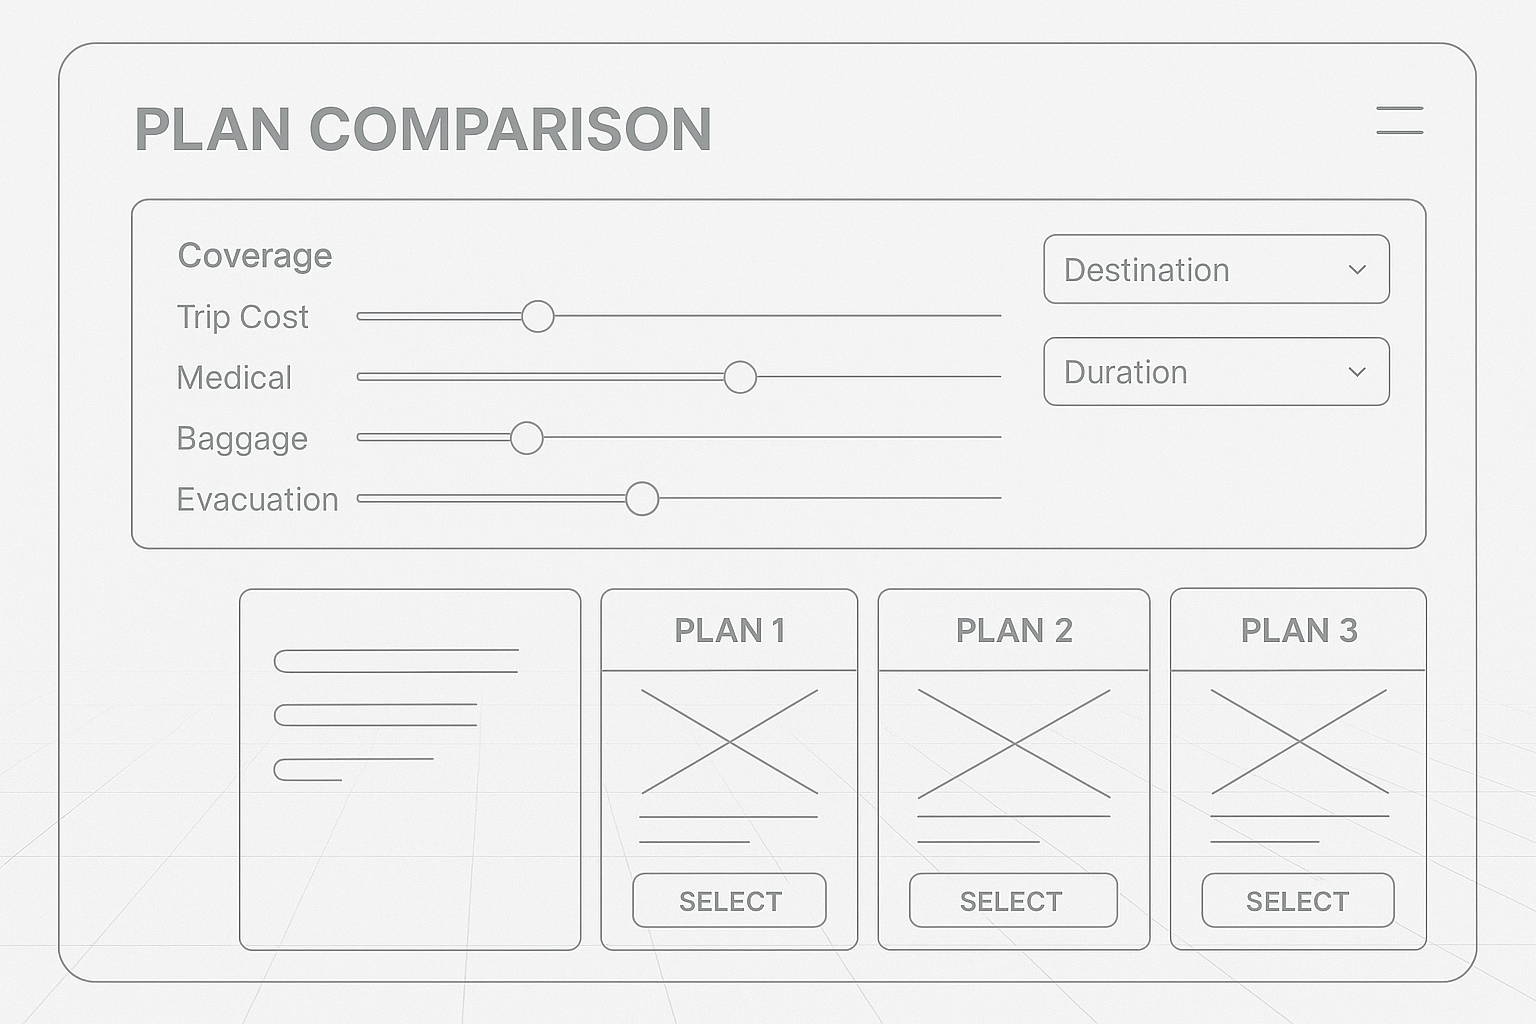 PLAN COMPARISON
Coverage
Trip Cost
Medical
Baggage
Evacuation
Destination
Duration
PLAN 1
SELECT
PLAN 2
SELECT
PLAN 3
SELECT